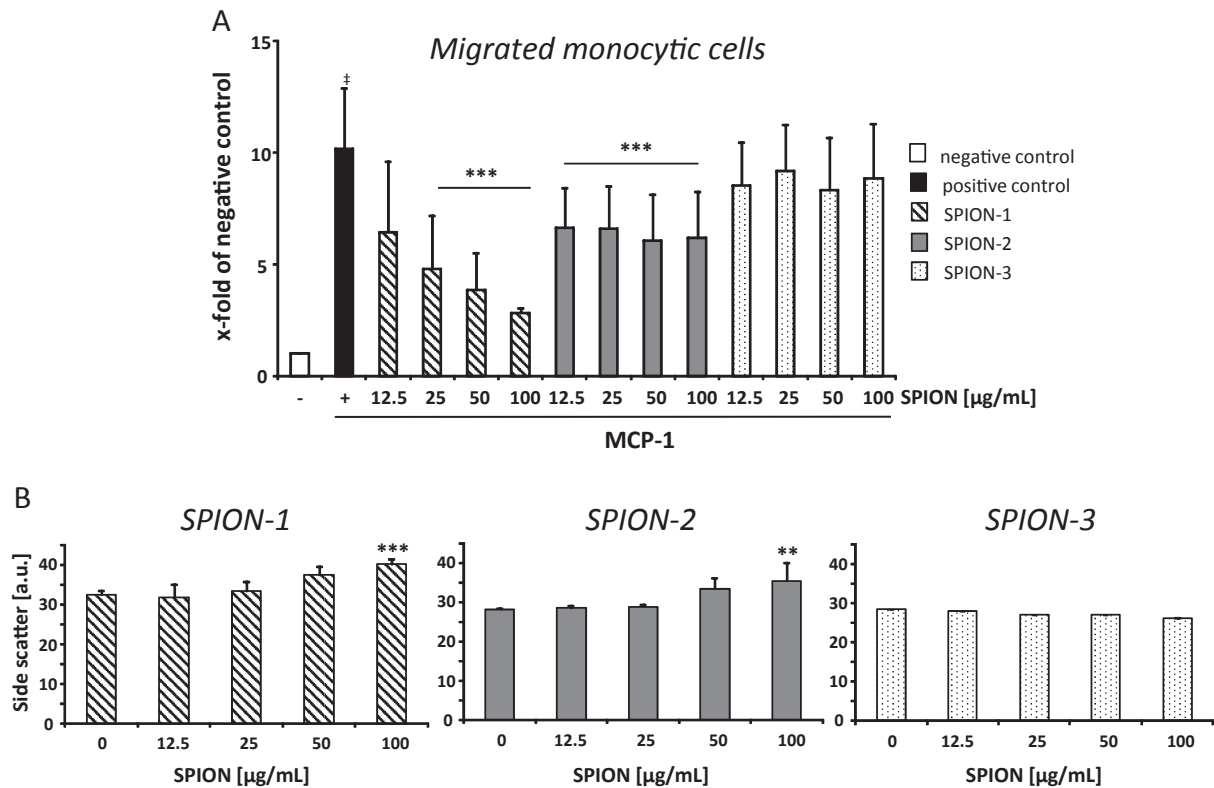 A
Migrated monocytic cells
x-fold of negative control
15
10
5
0
‡
***
***
negative control
positive control
SPION-1
SPION-2
SPION-3
- + 12.5 25 50 100 12.5 25 50 100 12.5 25 50 100 SPION [µg/mL]
MCP-1
B
SPION-1
Side scatter [a.u.]
40
30
20
10
0
***
0 12.5 25 50 100
SPION [µg/mL]
SPION-2
40
30
20
10
0
**
0 12.5 25 50 100
SPION [µg/mL]
SPION-3
40
30
20
10
0
0 12.5 25 50 100
SPION [µg/mL]